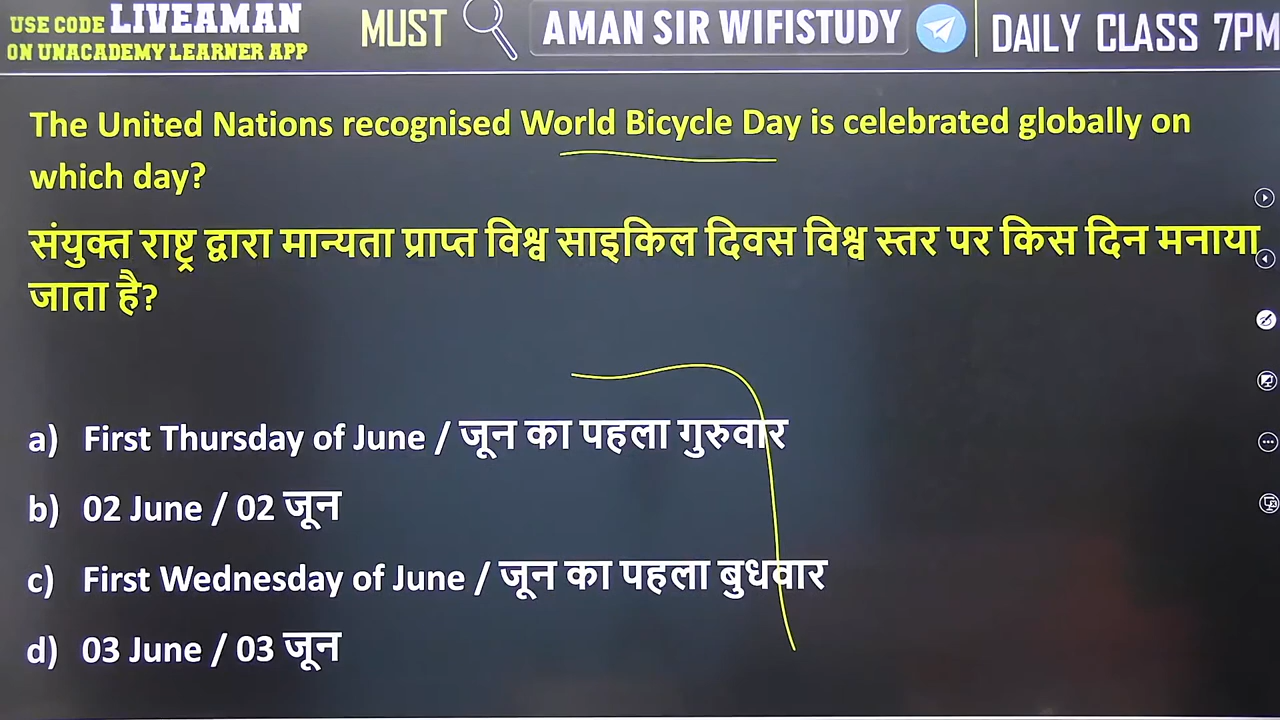 USE CODE LIVEAMAN
ON UNACADEMY LEARNER APP
MUST
AMAN SIR WIFISTUDY
DAILY CLASS 7PM
The United Nations recognised World Bicycle Day is celebrated globally on
which day?
संयुक्त राष्ट्र द्वारा मान्यता प्राप्त विश्व साइकिल दिवस विश्व स्तर पर किस दिन मनाया
जाता है?
a) First Thursday of June / जून का पहला गुरुवार
b) 02 June / 02 जून
c) First Wednesday of June / जून का पहला बुधवार
d) 03 June / 03 जून